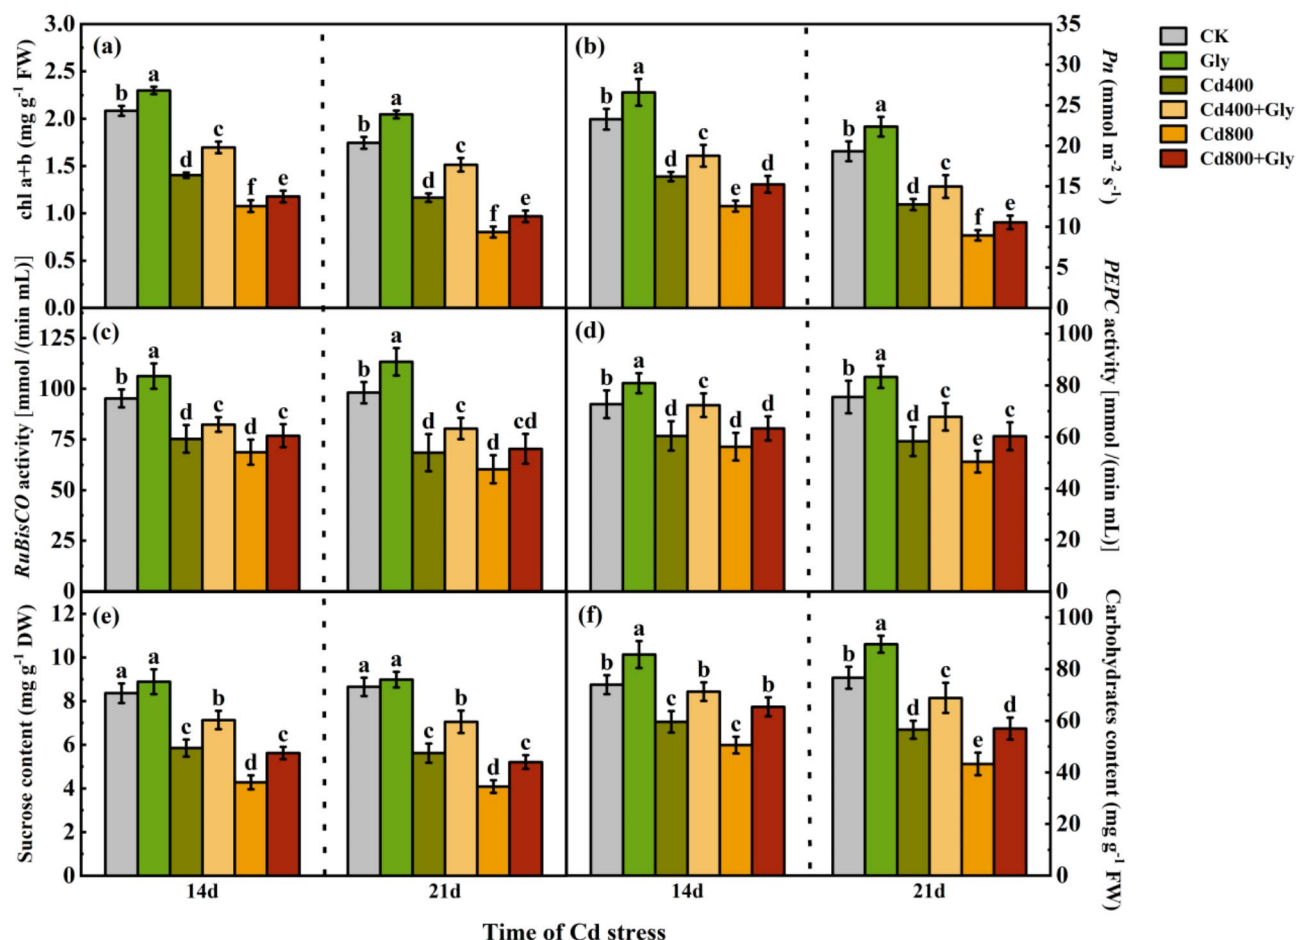 3.0
2.5
2.0
1.5
1.0
0.5
0.0
chl a+b (mg g-1 FW)
(a)
b
a
d
c
f
e
b
a
d
c
f
e
(b)
b
a
d
c
e
d
b
a
d
c
f
e
35
30
25
20
15
10
5
0
Pn (mmol m-2 s-1)
CK
Gly
Cd400
Cd400+Gly
Cd800
Cd800+Gly
125
100
75
50
25
0
RuBisCO activity [mmol /(min mL)]
(c)
b
a
d
c
d
c
b
a
d
c
d
cd
(d)
b
a
d
c
d
d
b
a
d
c
e
c
100
80
60
40
20
0
PEPC activity [mmol /(min mL)]
12
10
8
6
4
2
0
Sucrose content (mg g-1 DW)
(e)
a
a
c
b
d
c
a
a
c
b
d
c
(f)
b
a
c
b
c
b
b
a
d
c
e
d
100
80
60
40
20
0
Carbohydrates content (mg g-1 FW)
14d
21d
14d
21d
Time of Cd stress